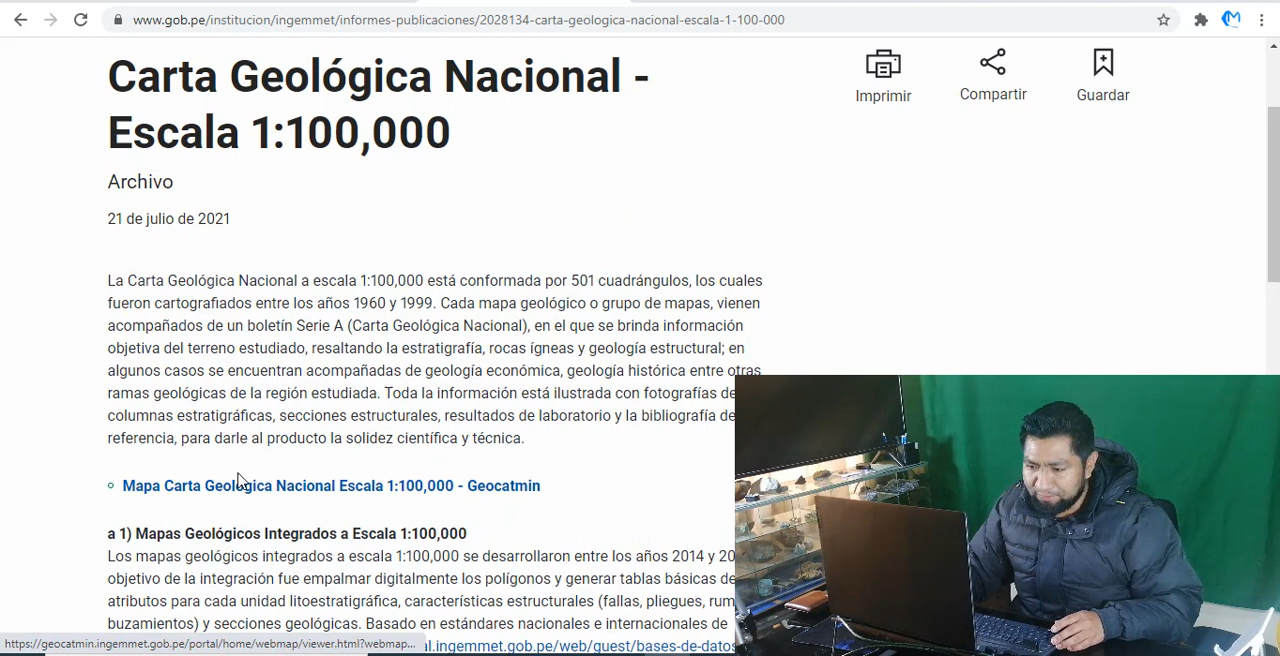 www.gob.pe/institucion/ingemmet/informes-publicaciones/2028134-carta-geologica-nacional-escala-1-100-000
Carta Geológica Nacional -
Escala 1:100,000
Imprimir
Compartir
Guardar
Archivo
21 de julio de 2021
La Carta Geológica Nacional a escala 1:100,000 está conformada por 501 cuadrángulos, los cuales
fueron cartografiados entre los años 1960 y 1999. Cada mapa geológico o grupo de mapas, vienen
acompañados de un boletín Serie A (Carta Geológica Nacional), en el que se brinda información
objetiva del terreno estudiado, resaltando la estratigrafía, rocas ígneas y geología estructural; en
algunos casos se encuentran acompañadas de geología económica, geología histórica entre otras
ramas geológicas de la región estudiada. Toda la información está ilustrada con fotografías de
columnas estratigráficas, secciones estructurales, resultados de laboratorio y la bibliografía de
referencia, para darle al producto la solidez científica y técnica.
Mapa Carta Geológica Nacional Escala 1:100,000 - Geocatmin
a 1) Mapas Geológicos Integrados a Escala 1:100,000
Los mapas geológicos integrados a escala 1:100,000 se desarrollaron entre los años 2014 y 20
objetivo de la integración fue empalmar digitalmente los polígonos y generar tablas básicas de
atributos para cada unidad litoestratigráfica, características estructurales (fallas, pliegues, rum
buzamientos) y secciones geológicas. Basado en estándares nacionales e internacionales de
https://geocatmin.ingemmet.gob.pe/portal/home/webmap/viewer.html?webmap...
al.ingemmet.gob.pe/web/guest/bases-de-datos